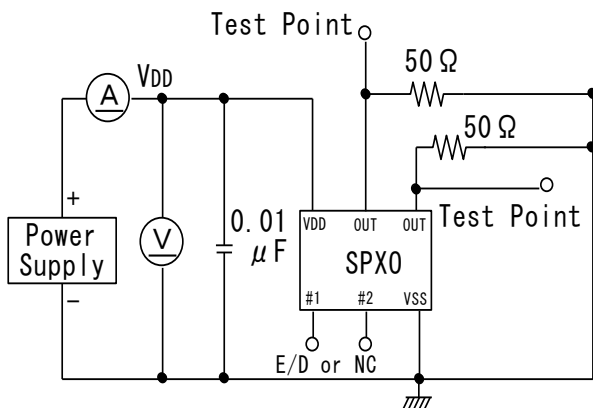 Test Point
50Ω
A
VDD
50Ω
+
0.01
μF
VDD OUT OUT
Test Point
Power
Supply
V
SPXO
−
#1 #2 VSS
E/D or NC